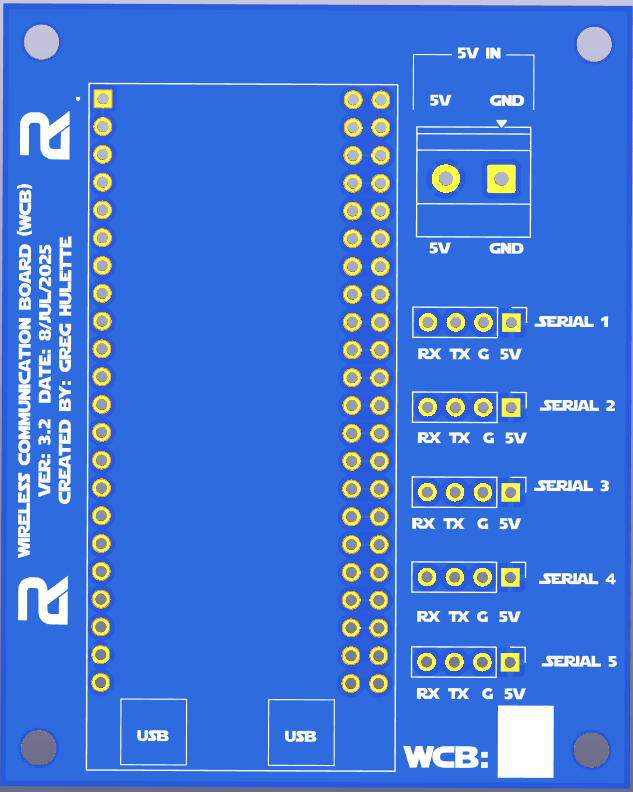 5V IN
5V GND
5V GND
SERIAL 1
RX TX G 5V
SERIAL 2
RX TX G 5V
SERIAL 3
RX TX G 5V
SERIAL 4
RX TX G 5V
SERIAL 5
RX TX G 5V
WCB:
USB USB
WIRELESS COMMUNICATION BOARD (WCB)
VER: 3.2 DATE: 8/JUL/2025
CREATED BY: GREG HULETTE